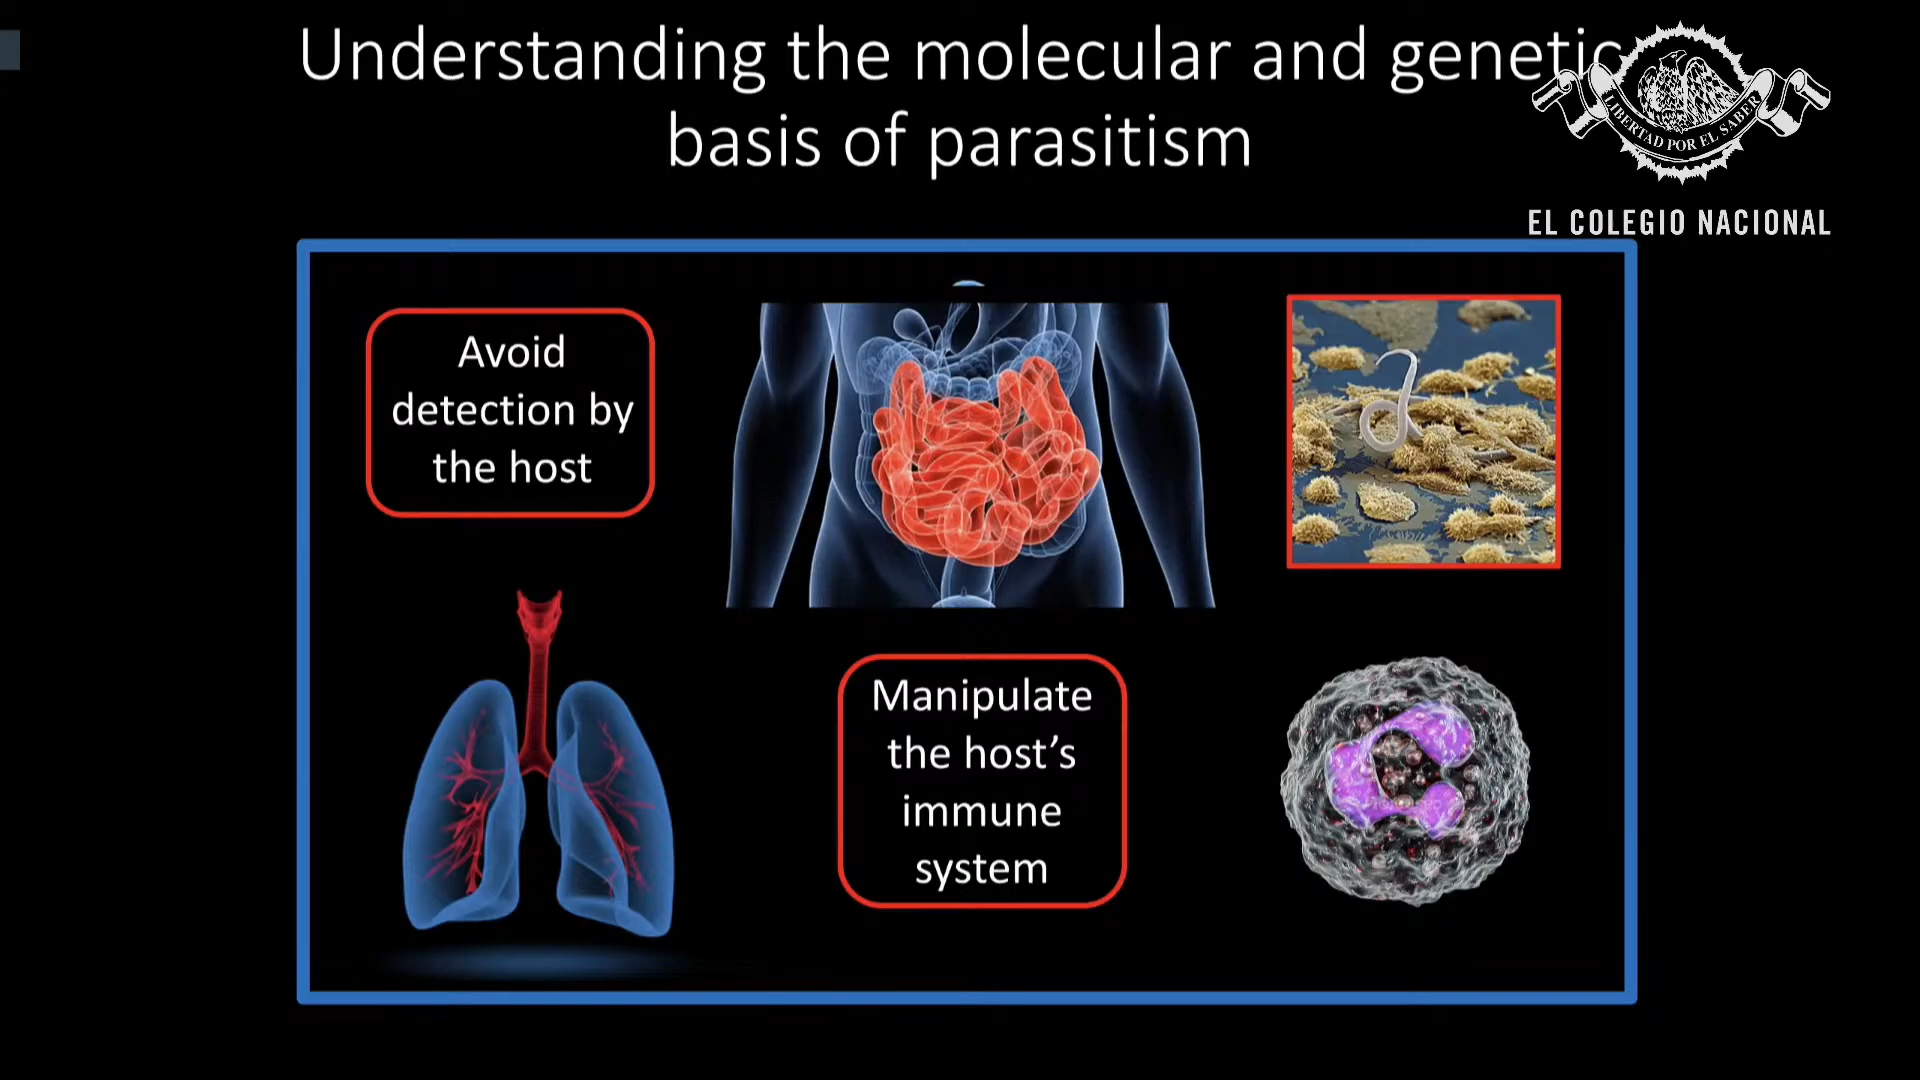 Understanding the molecular and genetic
basis of parasitism
LIBERTAD POR EL SABER
EL COLEGIO NACIONAL
Avoid
detection by
the host
Manipulate
the host’s
immune
system